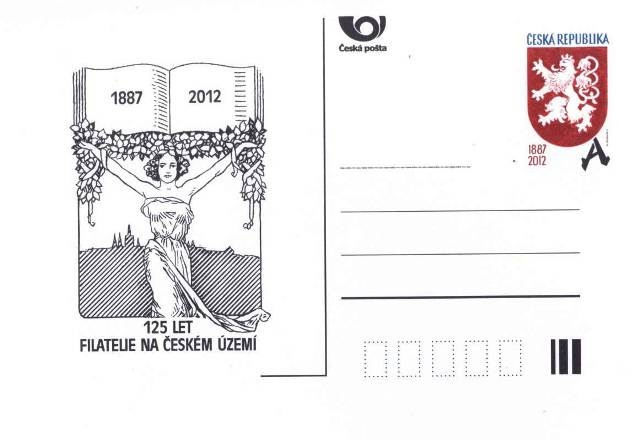 1887
2012
125 LET
FILATELIE NA ČESKÉM ÚZEMÍ
Česká pošta
ČESKÁ REPUBLIKA
1887
2012
A